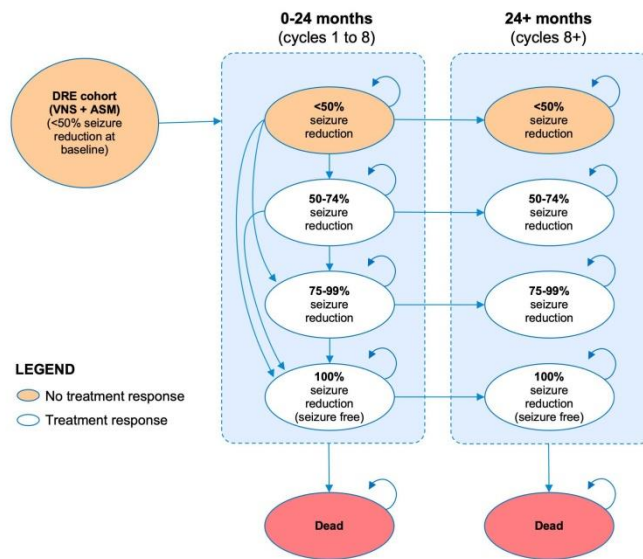 0-24 months
(cycles 1 to 8)
24+ months
(cycles 8+)
DRE cohort
(VNS + ASM)
(<50% seizure
reduction at
baseline)
<50%
seizure
reduction
<50%
seizure
reduction
50-74%
seizure
reduction
50-74%
seizure
reduction
75-99%
seizure
reduction
75-99%
seizure
reduction
100%
seizure
reduction
(seizure free)
100%
seizure
reduction
(seizure free)
LEGEND
No treatment response
Treatment response
Dead
Dead